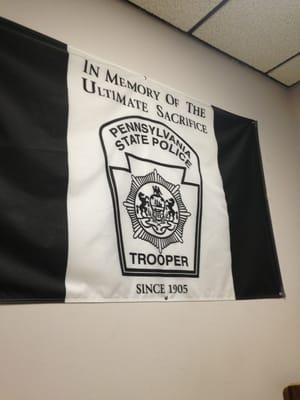 In Memory Of The
Ultimate Sacrifice
PENNSYLVANIA
STATE POLICE
TROOPER
SINCE 1905